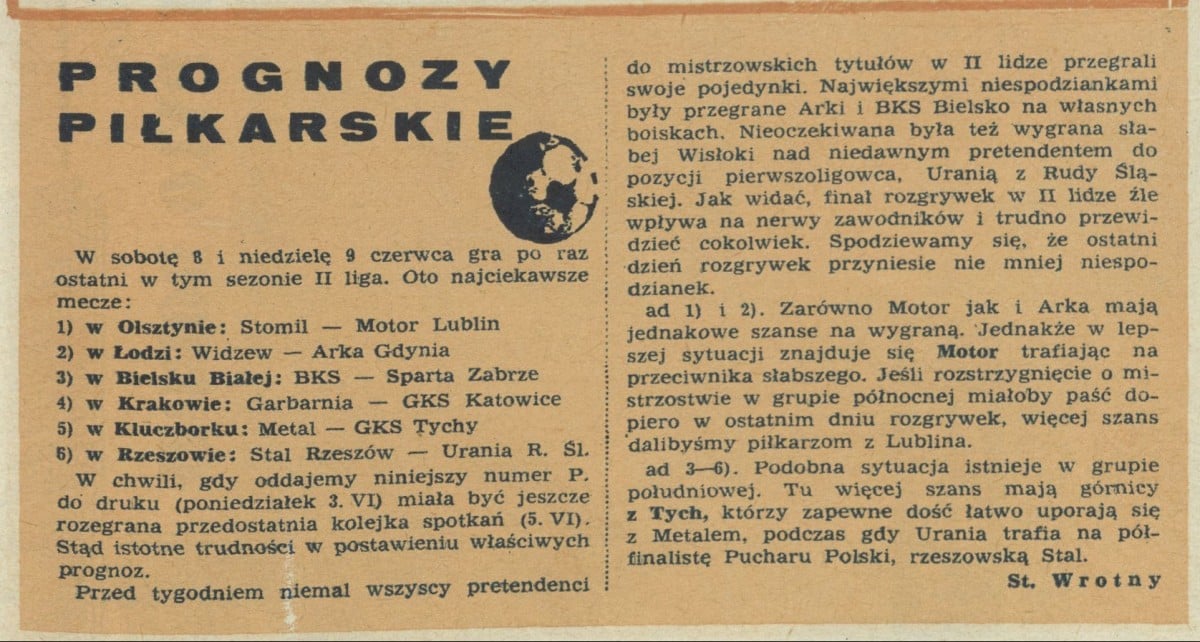 PROGNOZY
PIŁKARSKIE
W sobotę 8 i niedzielę 9 czerwca gra po raz
ostatni w tym sezonie II liga. Oto najciekawsze
mecze:
1) w Olsztynie: Stomil — Motor Lublin
2) w Łodzi: Widzew — Arka Gdynia
3) w Bielsku Białej: BKS — Sparta Zabrze
4) w Krakowie: Garbarnia — GKS Katowice
5) w Kluczborku: Metal — GKS Tychy
6) w Rzeszowie: Stal Rzeszów — Urania R. Śl.
W chwili, gdy oddajemy niniejszy numer P.
do druku (poniedziałek 3. VI) miała być jeszcze
rozegrana przedostatnia kolejka spotkań (5. VI).
Stąd istotne trudności w postawieniu właściwych
prognoz.
Przed tygodniem niemal wszyscy pretendenci
do mistrzowskich tytułów w II lidze przegrali
swoje pojedynki. Największymi niespodziankami
były przegrane Arki i BKS Bielsko na własnych
boiskach. Nieoczekiwana była też wygrana sła-
bej Wisłoki nad niedawnym pretendentem do
pozycji pierwszoligowca, Uranią z Rudy Ślą-
skiej. Jak widać, finał rozgrywek w II lidze źle
wpływa na nerwy zawodników i trudno przewi-
dzieć cokolwiek. Spodziewamy się, że ostatni
dzień rozgrywek przyniesie nie mniej niespo-
dzianek.
ad 1) i 2). Zarówno Motor jak i Arka mają
jednakowe szanse na wygraną. Jednakże w lep-
szej sytuacji znajduje się Motor trafiając na
przeciwnika słabszego. Jeśli rozstrzygnięcie o mi-
strzostwie w grupie północnej miałoby paść do-
piero w ostatnim dniu rozgrywek, więcej szans
dalibyśmy piłkarzom z Lublina.
ad 3—6). Podobna sytuacja istnieje w grupie
południowej. Tu więcej szans mają górnicy
z Tych, którzy zapewne dość łatwo uporają się
z Metalem, podczas gdy Urania trafia na pół-
finalistę Pucharu Polski, rzeszowską Stal.
St. Wrotny